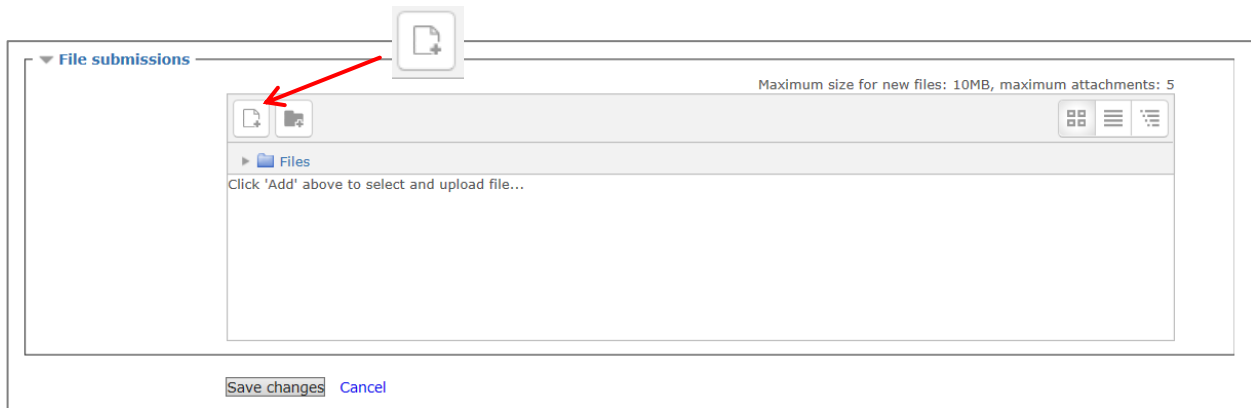 File submissions
Maximum size for new files: 10MB, maximum attachments: 5
Files
Click 'Add' above to select and upload file...
Save changes Cancel